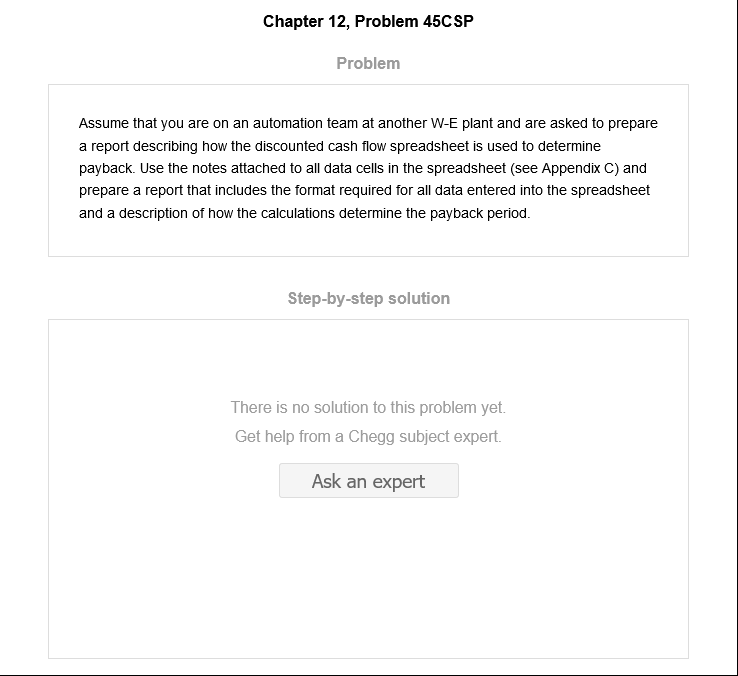 Chapter 12, Problem 45CSP
Problem
Assume that you are on an automation team at another W-E plant and are asked to prepare
a report describing how the discounted cash flow spreadsheet is used to determine
payback. Use the notes attached to all data cells in the spreadsheet (see Appendix C) and
prepare a report that includes the format required for all data entered into the spreadsheet
and a description of how the calculations determine the payback period.
Step-by-step solution
There is no solution to this problem yet.
Get help from a Chegg subject expert.
Ask an expert